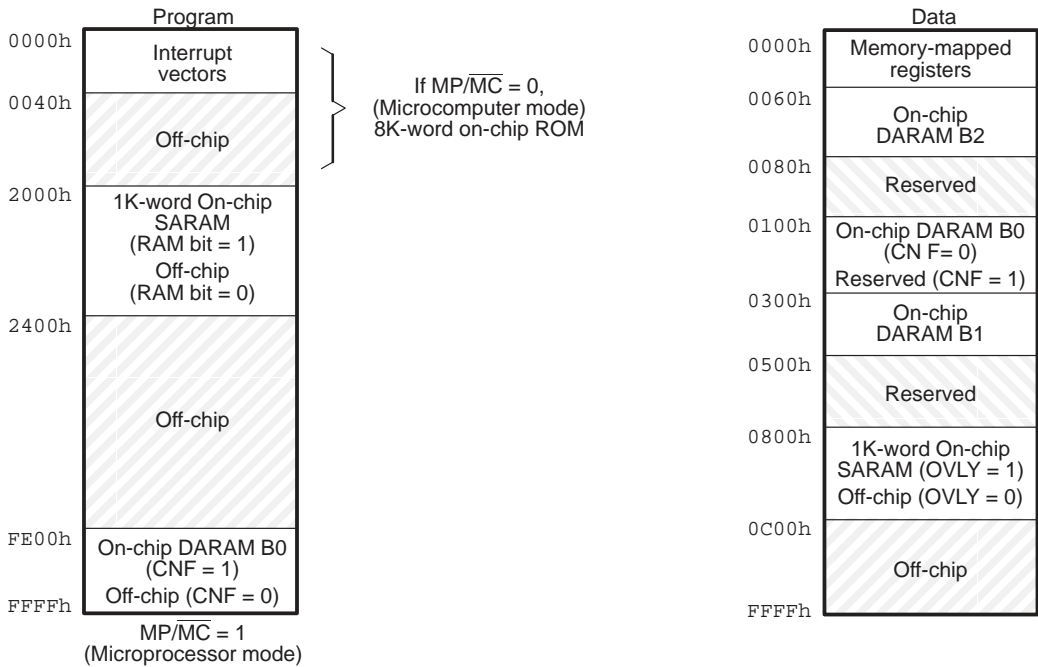 Program
0000h
Interrupt
vectors
0040h
Off-chip
If MP/MC = 0,
(Microcomputer mode)
8K-word on-chip ROM
2000h
1K-word On-chip
SARAM
(RAM bit = 1)
Off-chip
(RAM bit = 0)
2400h
Off-chip
FE00h
On-chip DARAM B0
(CNF = 1)
Off-chip (CNF = 0)
FFFFh
MP/MC = 1
(Microprocessor mode)
Data
0000h
Memory-mapped
registers
0060h
On-chip
DARAM B2
0080h
Reserved
0100h
On-chip DARAM B0
(CN F= 0)
Reserved (CNF = 1)
0300h
On-chip
DARAM B1
0500h
Reserved
0800h
1K-word On-chip
SARAM (OVLY = 1)
Off-chip (OVLY = 0)
0C00h
Off-chip
FFFFh